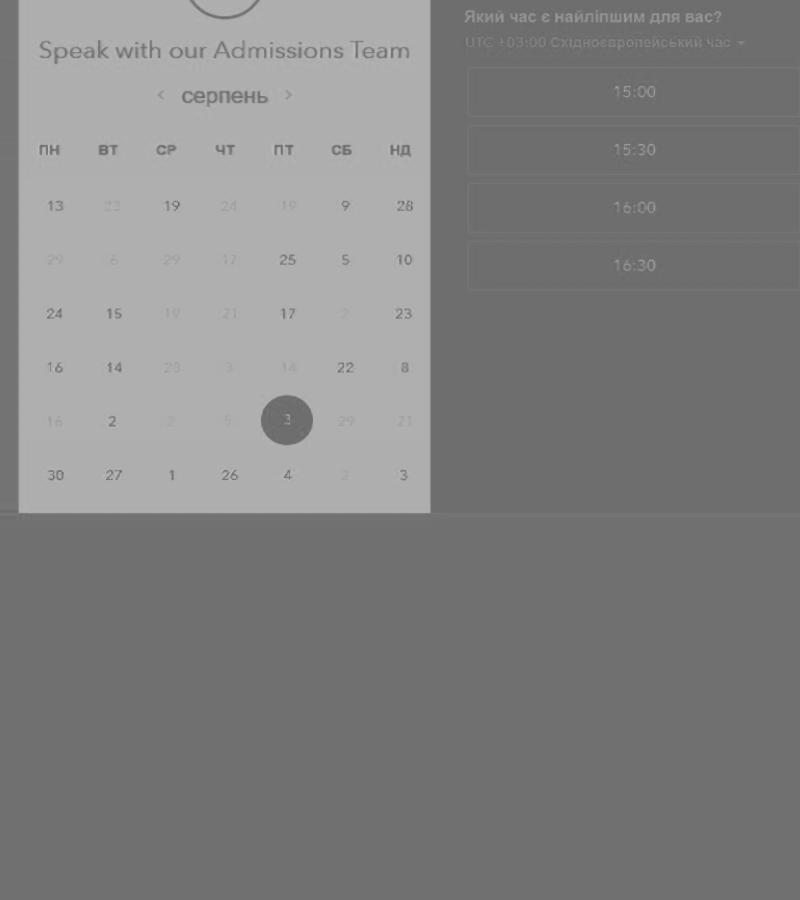 Speak with our Admissions Team
< серпень >
ПН ВТ СР ЧТ ПТ СБ НД
13 23 19 24 19 9 28
29 6 29 17 25 5 10
24 15 19 21 17 2 23
16 14 28 3 14 22 8
16 2 2 5 3 29 21
30 27 1 26 4 2 3
Який час є найліпшим для вас?
UTC +03:00 Східноєвропейський час
15:00
15:30
16:00
16:30